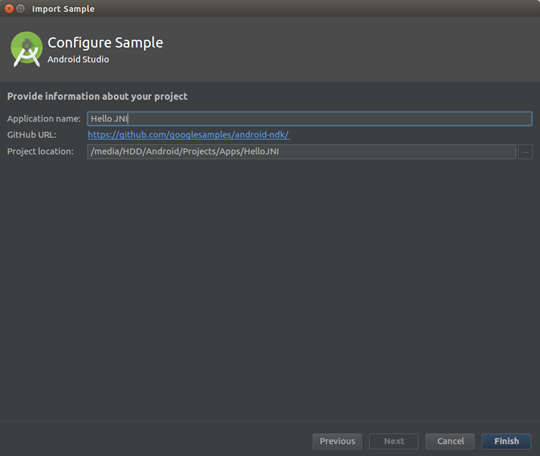 Import Sample
Configure Sample
Android Studio
Provide information about your project
Application name: Hello JNI
GitHub URL: https://github.com/googlesamples/android-ndk/
Project location: /media/HDD/Android/Projects/Apps/HelloJNI ...
Previous Next Cancel Finish